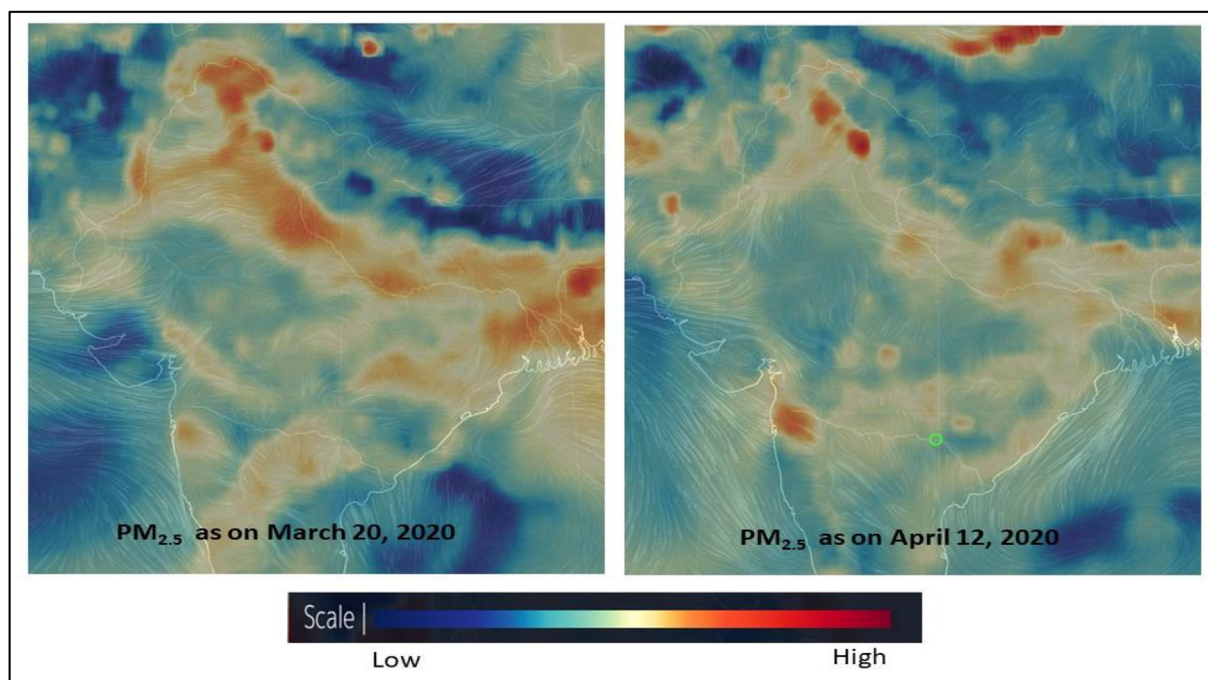 PM2.5 as on March 20, 2020
PM2.5 as on April 12, 2020
Scale |
Low
High